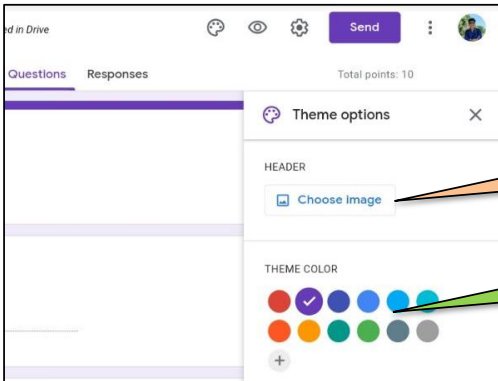 ed in Drive
Send
Questions Responses
Total points: 10
Theme options
HEADER
Choose image
THEME COLOR